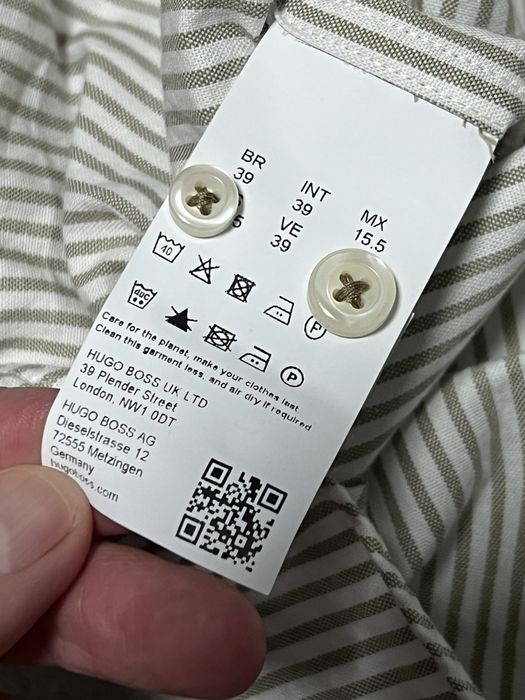 BR
39
INT
39
MX
15.5
5
VE
39
40
P
duc
P
Care for the planet, make your clothes last
Clean this garment less, and air dry if required
HUGO BOSS UK LTD
39 Plender Street
London, NW1 0DT
HUGO BOSS AG
Dieselstrasse 12
72555 Metzingen
Germany
hugoboss.com